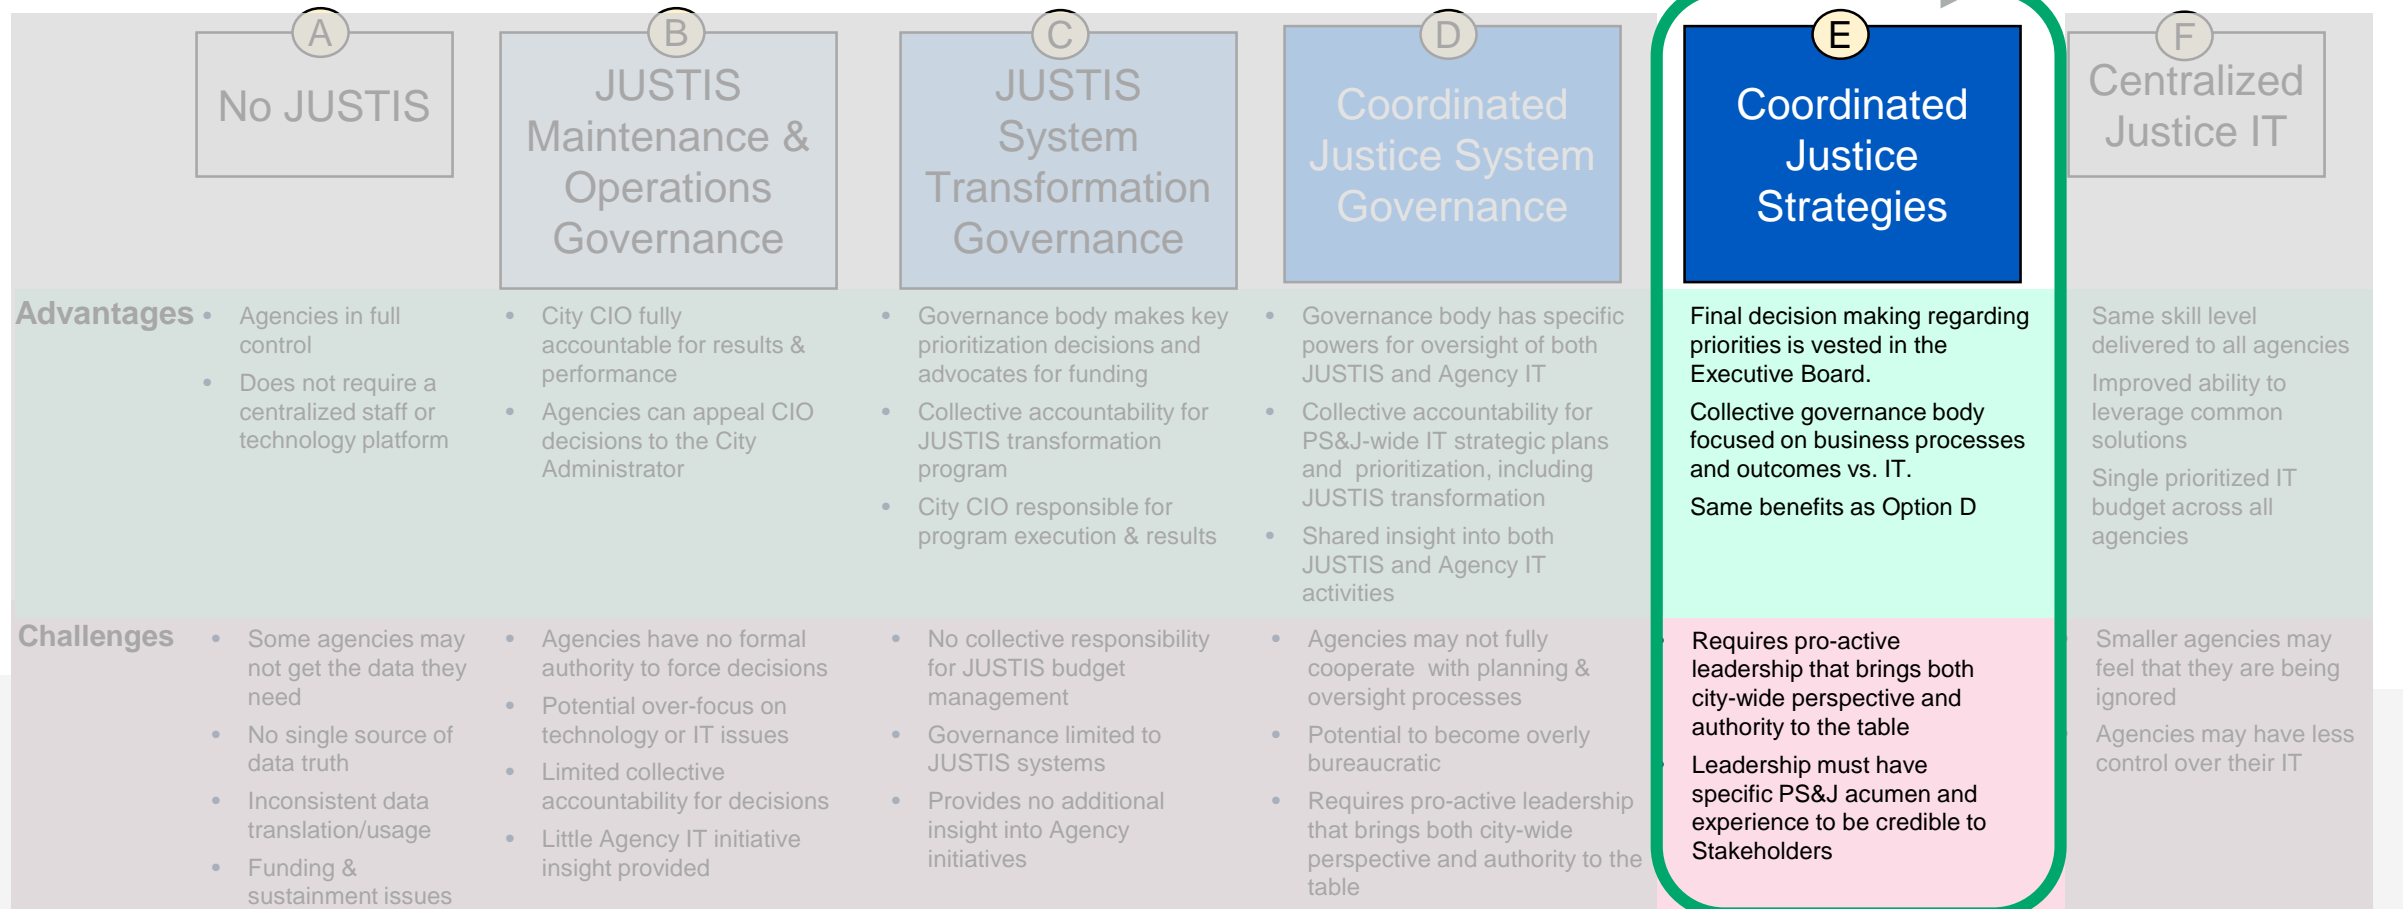 A
No JUSTIS
B
JUSTIS
Maintenance &
Operations
Governance
C
JUSTIS
System
Transformation
Governance
D
Coordinated
Justice System
Governance
E
Coordinated
Justice
Strategies
F
Centralized
Justice IT
Advantages
• Agencies in full
control
• Does not require a
centralized staff or
technology platform
• City CIO fully
accountable for results &
performance
• Agencies can appeal CIO
decisions to the City
Administrator
• Governance body makes key
prioritization decisions and
advocates for funding
• Collective accountability for
JUSTIS transformation
program
• City CIO responsible for
program execution & results
• Governance body has specific
powers for oversight of both
JUSTIS and Agency IT
• Collective accountability for
PS&J-wide IT strategic plans
and prioritization, including
JUSTIS transformation
• Shared insight into both
JUSTIS and Agency IT
activities
Final decision making regarding
priorities is vested in the
Executive Board.
Collective governance body
focused on business processes
and outcomes vs. IT.
Same benefits as Option D
Same skill level
delivered to all agencies
Improved ability to
leverage common
solutions
Single prioritized IT
budget across all
agencies
Challenges
• Some agencies may
not get the data they
need
• No single source of
data truth
• Inconsistent data
translation/usage
• Funding &
sustainment issues
• Agencies have no formal
authority to force decisions
• Potential over-focus on
technology or IT issues
• Limited collective
accountability for decisions
• Little Agency IT initiative
insight provided
• No collective responsibility
for JUSTIS budget
management
• Governance limited to
JUSTIS systems
• Provides no additional
insight into Agency
initiatives
• Agencies may not fully
cooperate with planning &
oversight processes
• Potential to become overly
bureaucratic
• Requires pro-active leadership
that brings both city-wide
perspective and authority to the
table
• Requires pro-active
leadership that brings both
city-wide perspective and
authority to the table
• Leadership must have
specific PS&J acumen and
experience to be credible to
Stakeholders
Smaller agencies may
feel that they are being
ignored
Agencies may have less
control over their IT